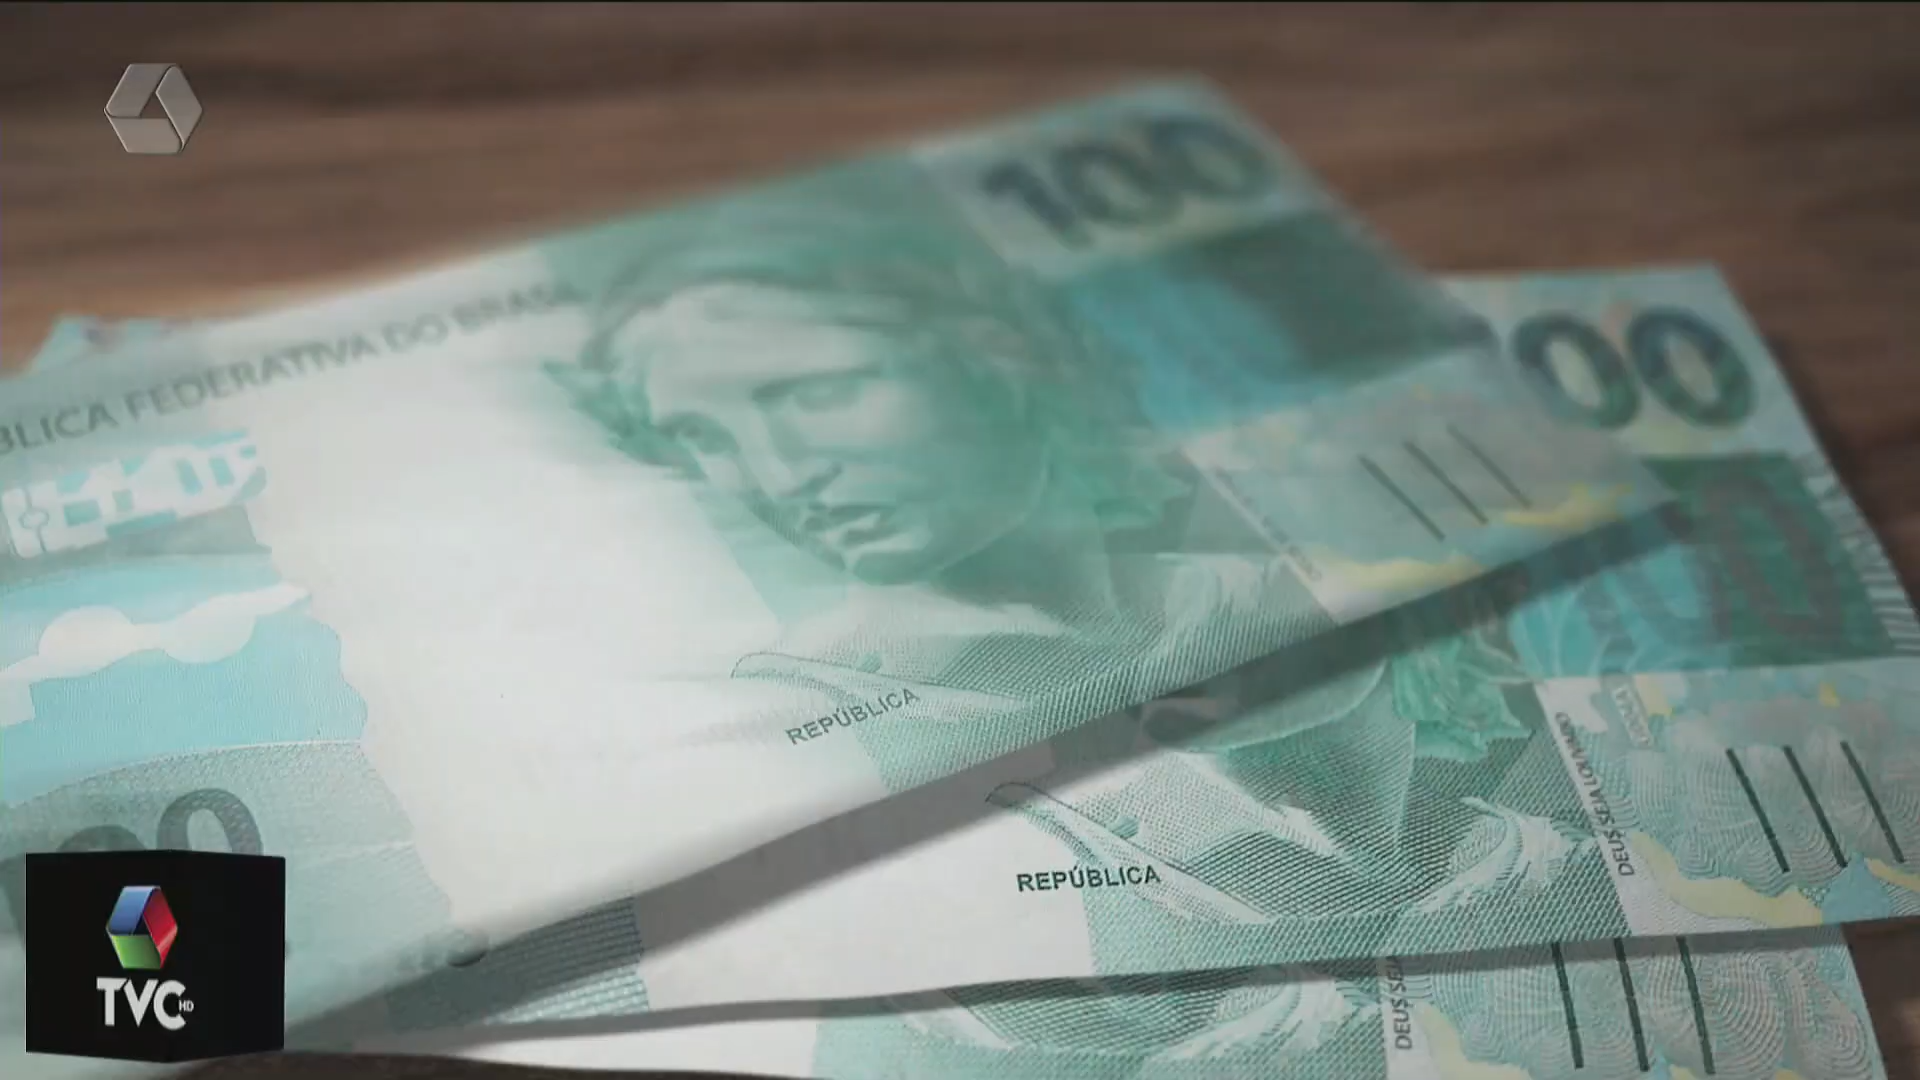 100
BLICA FEDERATIVA DO BRASIL
00
REPÚBLICA
DEUS SEJA LOUVADO
REPÚBLICA
DEUS SEJA
TVC HD